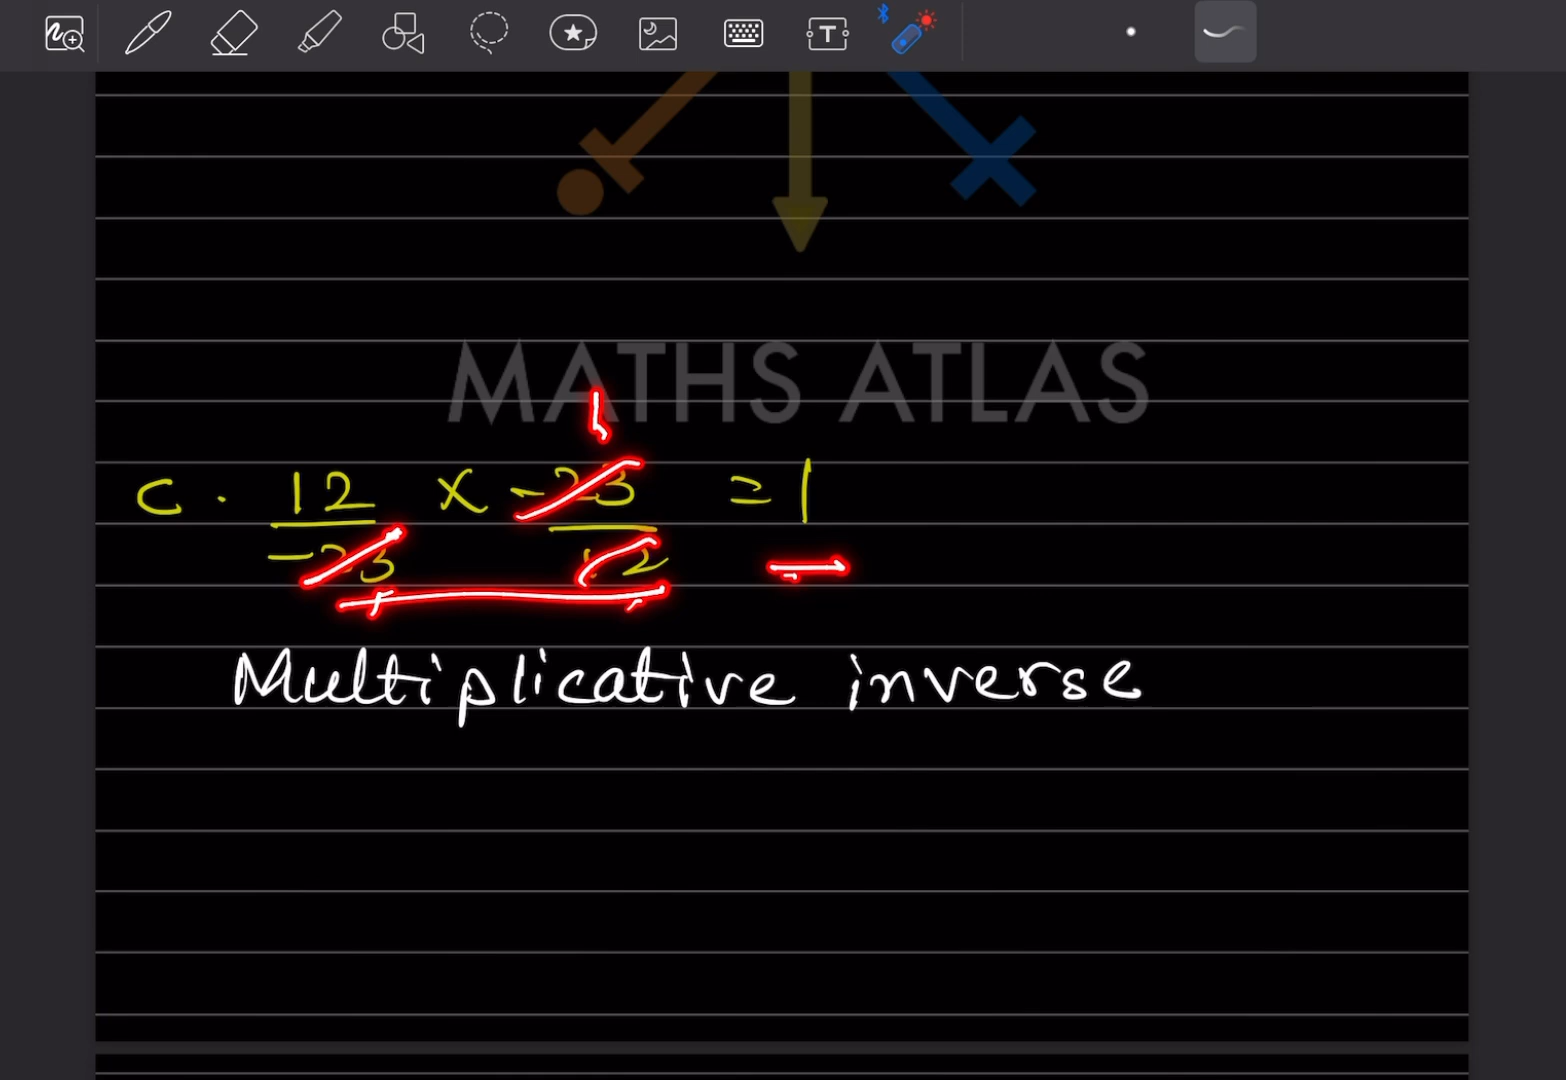 MATHS ATLAS
1
c. 12 x -23 = 1
-23 12
Multiplicative inverse